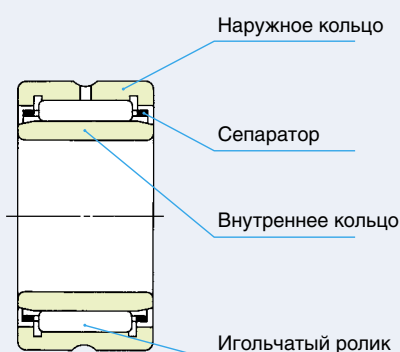 Наружное кольцо
Сепаратор
Внутреннее кольцо
Игольчатый ролик